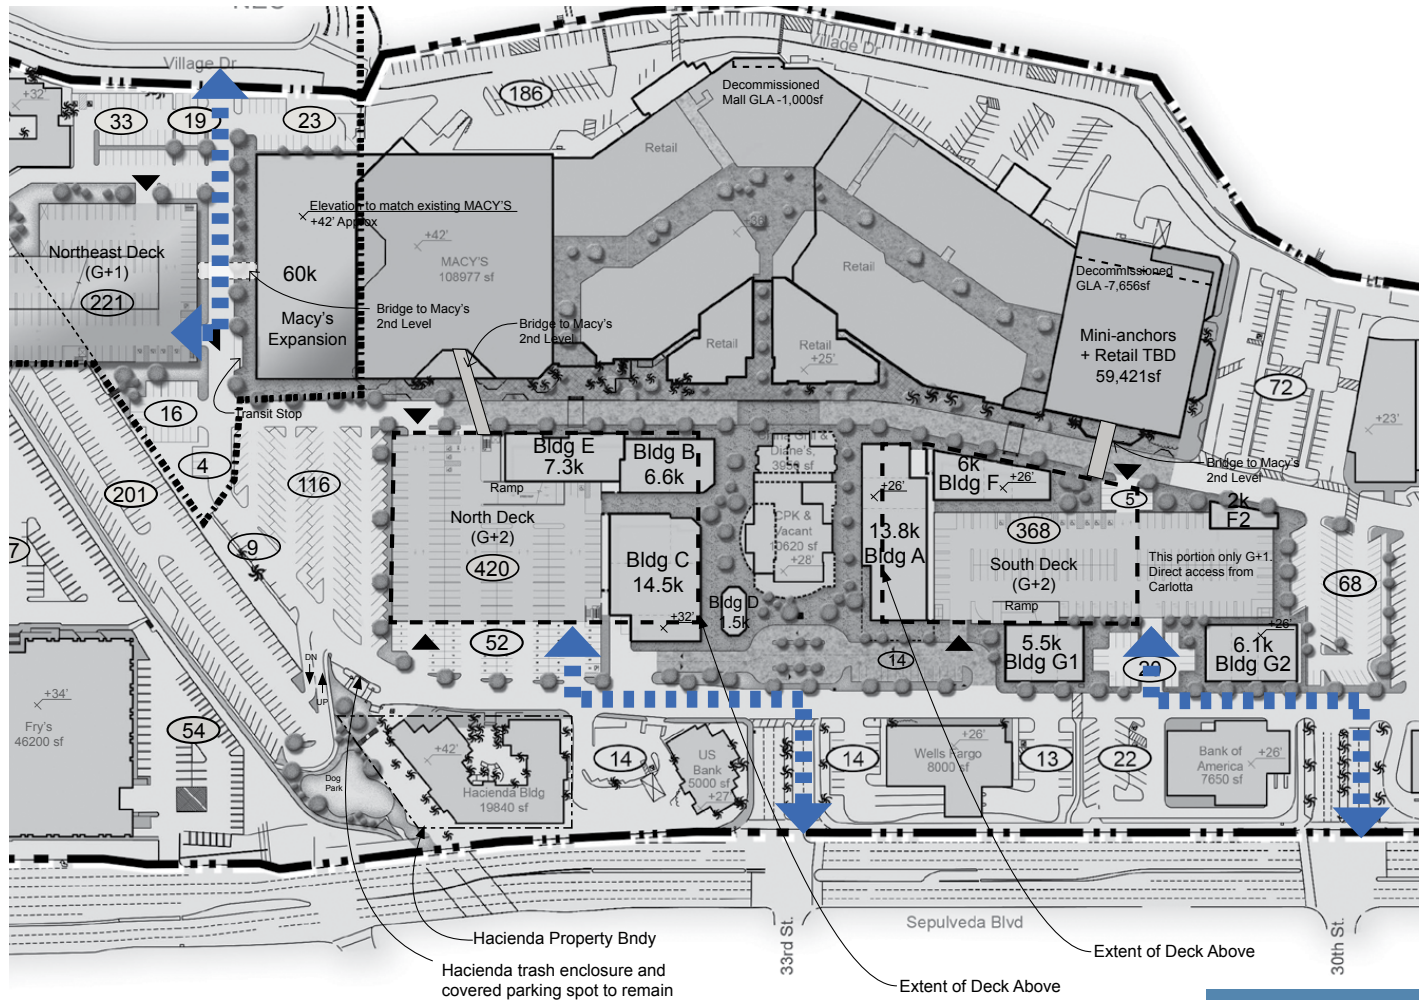 Village Dr
Village Dr
+32'
33
19
23
186
Decommissioned
Mall GLA -1,000sf
Retail
Elevation to match existing MACY'S
+42' Approx
+42'
MACY'S
108977 sf
Retail
Northeast Deck
(G+1)
221
60k
Macy's
Expansion
Bridge to Macy's
2nd Level
Bridge to Macy's
2nd Level
Decommissioned
GLA -7,656sf
Retail
Retail
+25'
Mini-anchors
+ Retail TBD
59,421sf
72
+23'
16
Transit Stop
4
201
116
9
Bldg E
7.3k
Bldg B
6.6k
Ramp
North Deck
(G+2)
420
Bldg C
14.5k
+32'
Diane's,
CPK &
Vacant
10620 sf
+28'
Bldg D
1.5k
+26'
13.8k
Bldg A
6k
Bldg F
+26'
Bridge to Macy's
2nd Level
5
2k
F2
368
South Deck
(G+2)
Ramp
This portion only G+1.
Direct access from
Carlotta
68
52
14
5.5k
Bldg G1
20
+26'
6.1k
Bldg G2
DN
UP
+34'
Fry's
46200 sf
54
Dog
Park
+42'
Hacienda Bldg
19840 sf
14
US
Bank
5000 sf
+27'
14
+26'
Wells Fargo
8000 sf
13
22
+26'
Bank of
America
7650 sf
Sepulveda Blvd
33rd St.
30th St.
Hacienda Property Bndy
Hacienda trash enclosure and
covered parking spot to remain
Extent of Deck Above
Extent of Deck Above